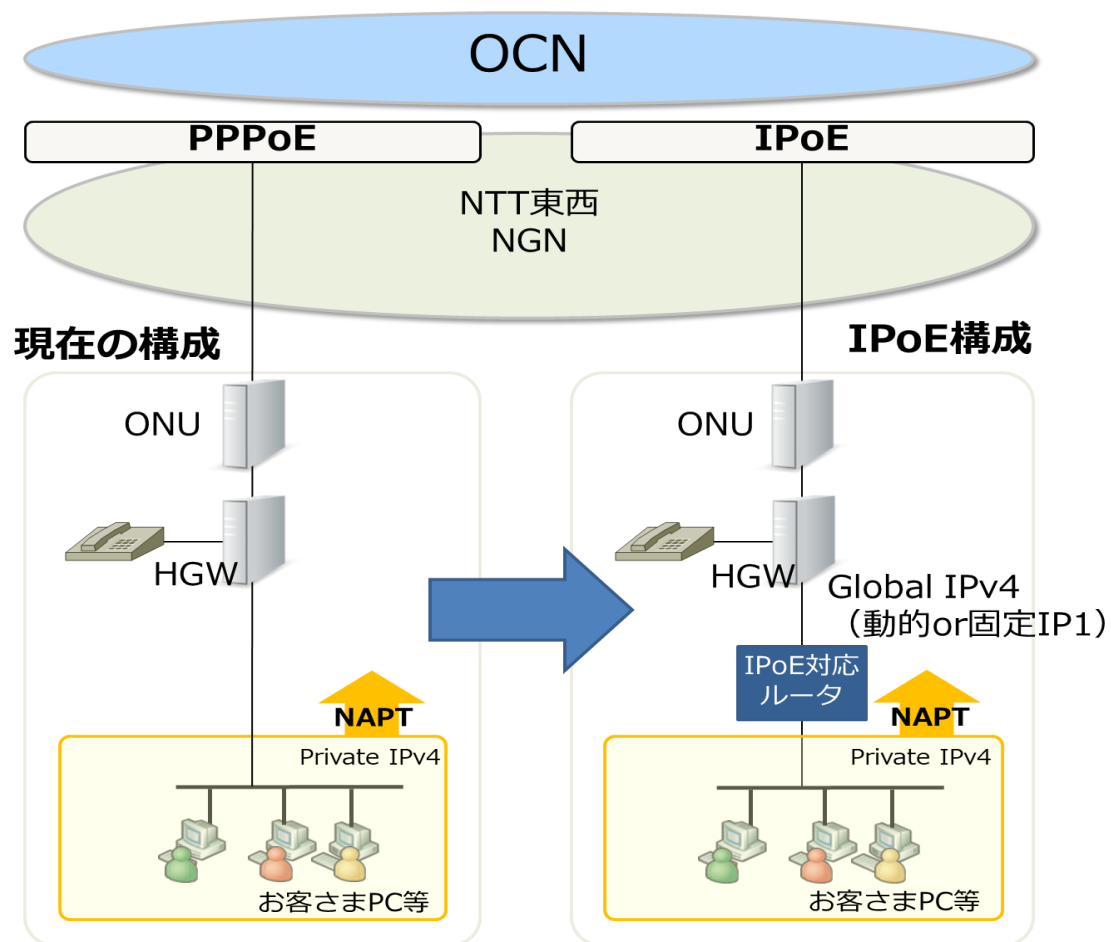 OCN
PPPoE
IPoE
NTT東西
NGN
現在の構成
IPoE構成
ONU
HGW
NAPT
Private IPv4
お客さまPC等
ONU
HGW
Global IPv4
（動的or固定IP1）
IPoE対応
ルータ
NAPT
Private IPv4
お客さまPC等